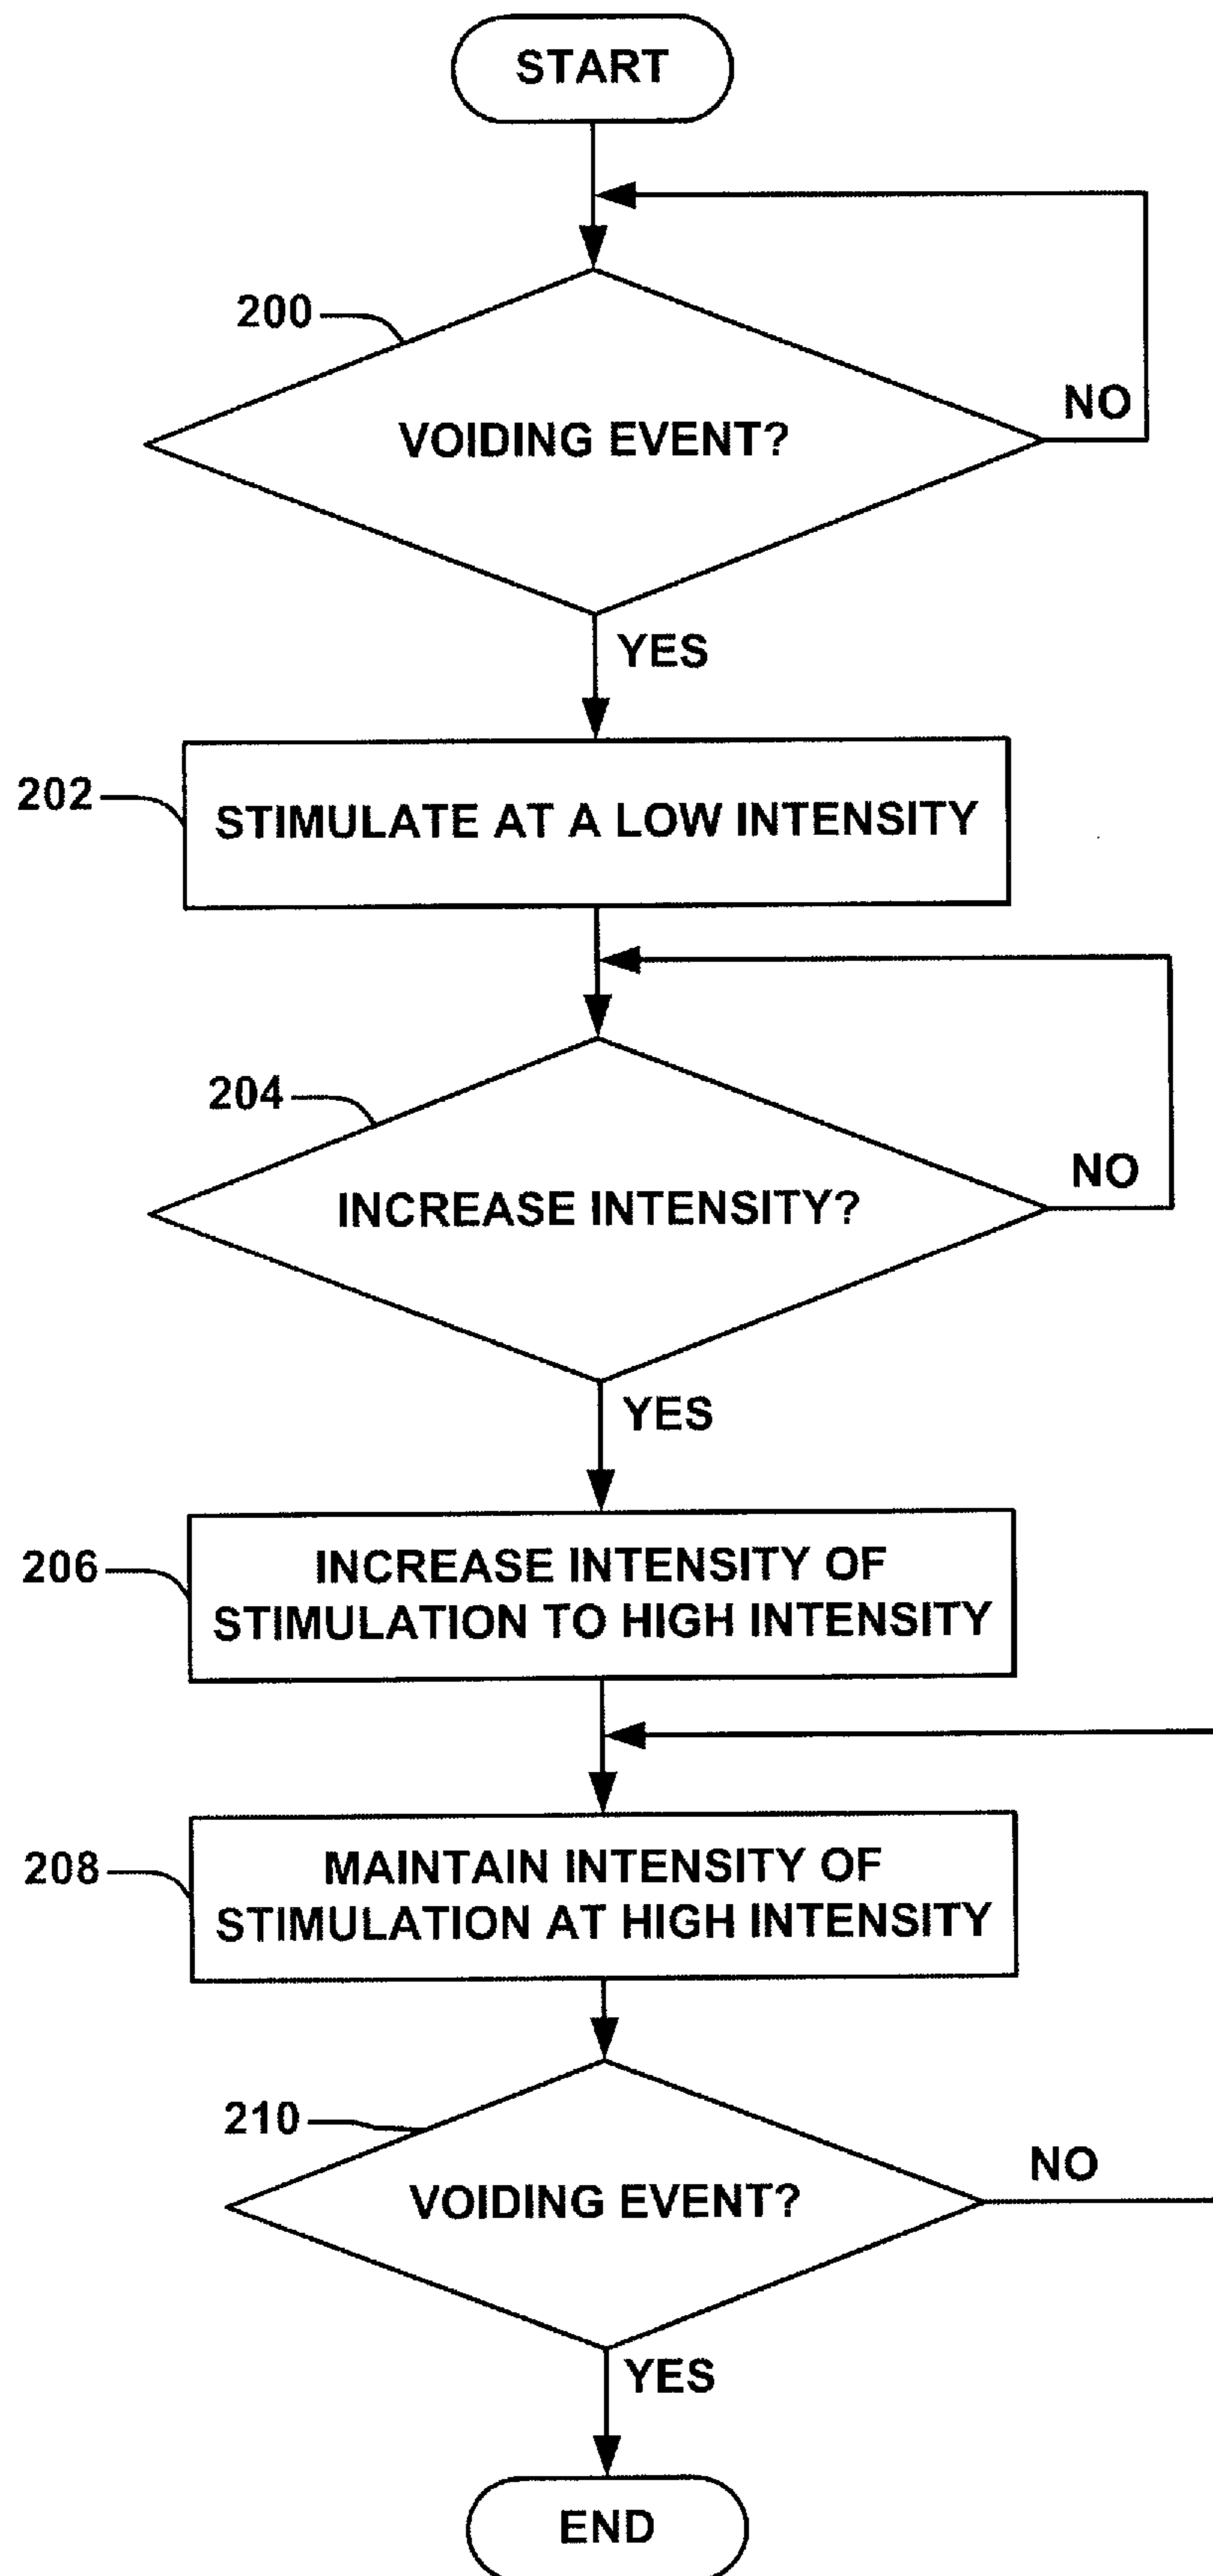 START
200
VOIDING EVENT?
NO
YES
202
STIMULATE AT A LOW INTENSITY
204
INCREASE INTENSITY?
NO
YES
206
INCREASE INTENSITY OF
STIMULATION TO HIGH INTENSITY
208
MAINTAIN INTENSITY OF
STIMULATION AT HIGH INTENSITY
210
VOIDING EVENT?
NO
YES
END